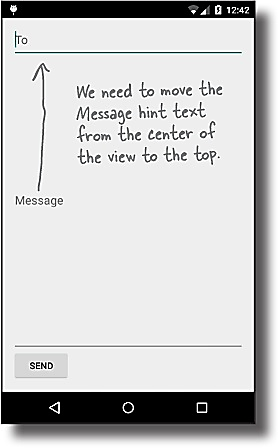 12:42
To
We need to move the
Message hint text
from the center of
the view to the top.
Message
SEND